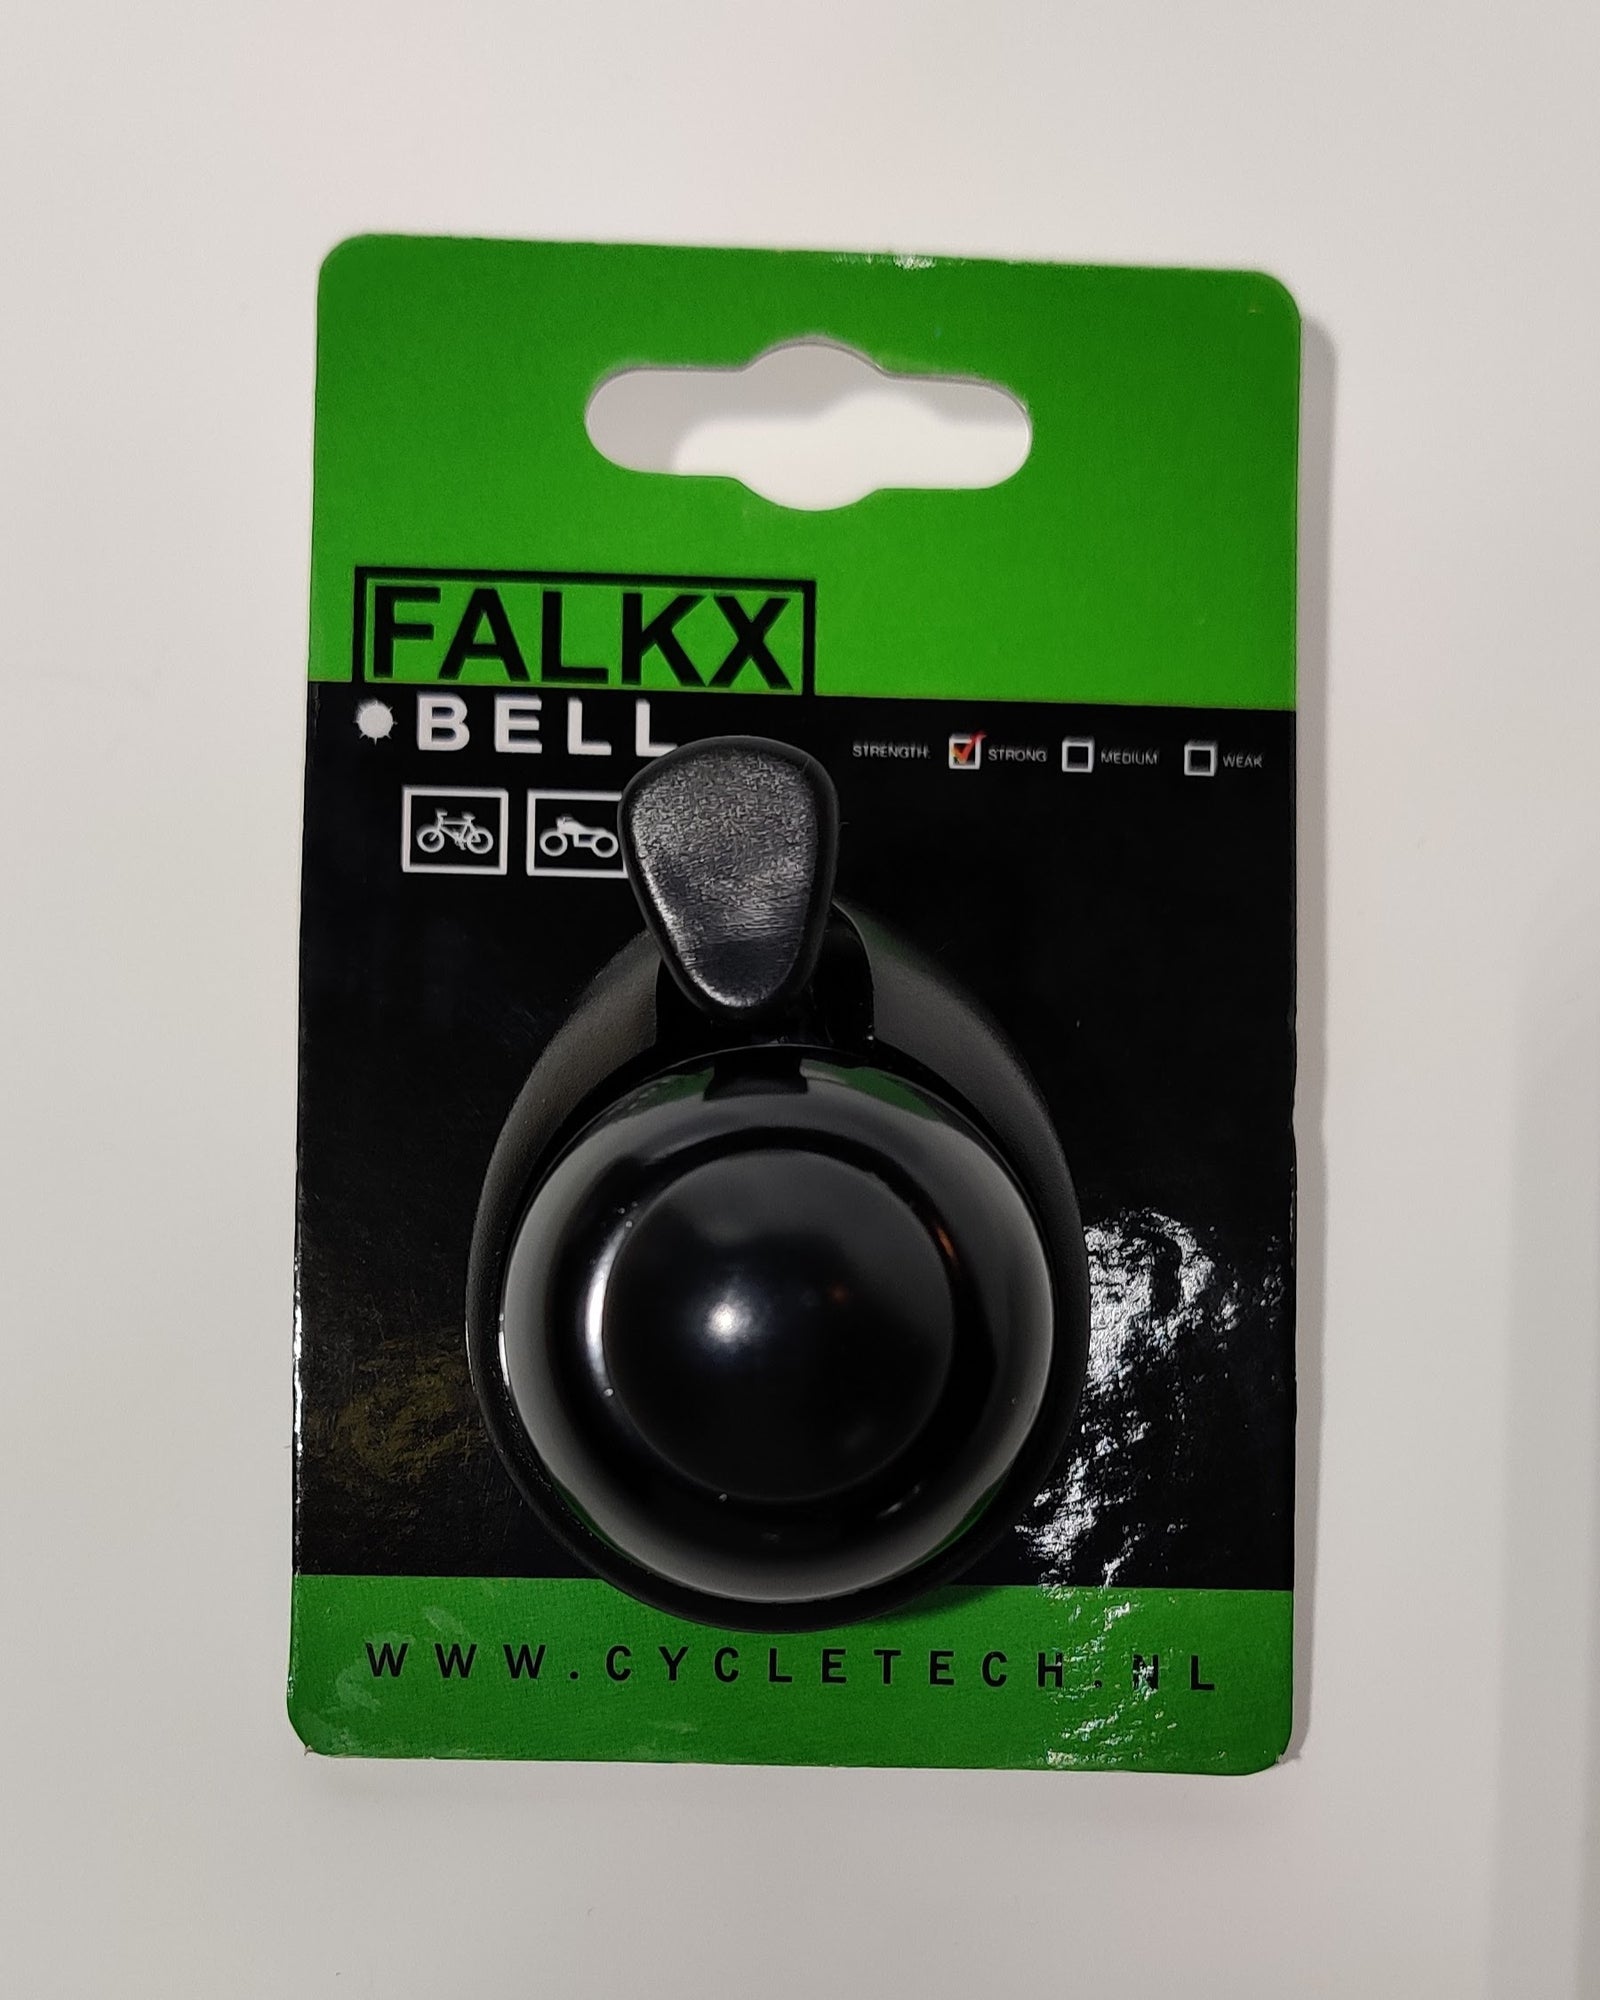 FALKX
BELL
STRENGTH: STRONG MEDIUM WEAK
WWW.CYCLETECH.NL